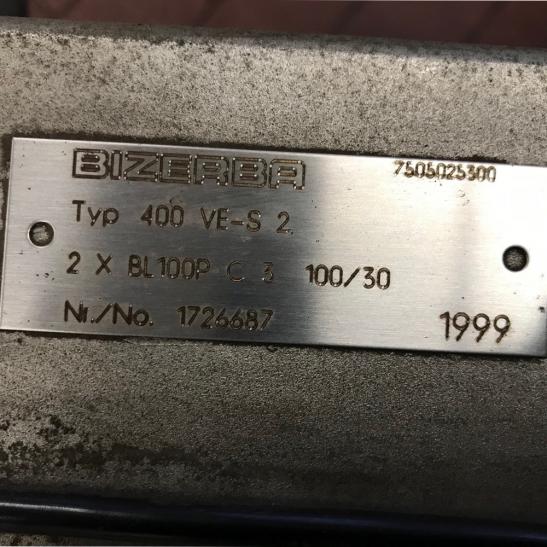 BIZERBA 7505025300
Typ 400 VE-S 2
2 X BL100P C 3 100/30
Nr./No. 1726687 1999